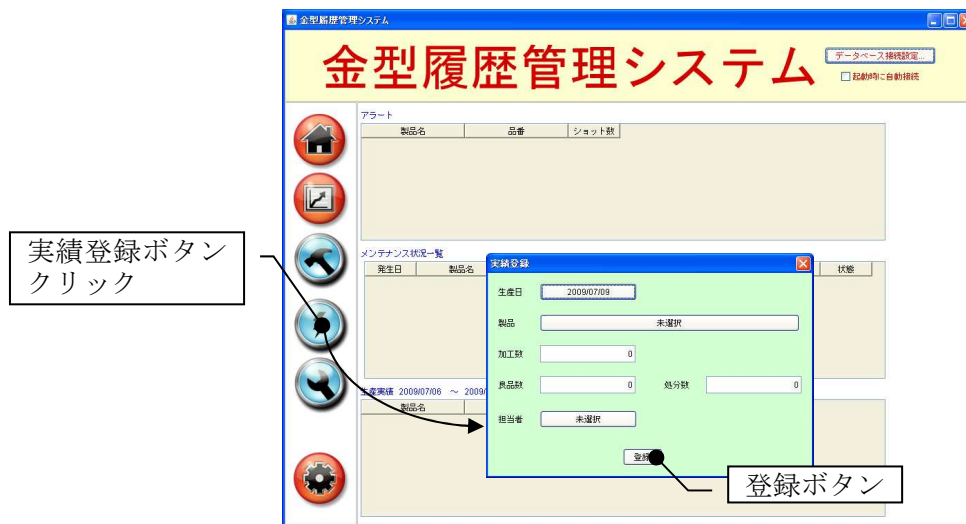 金型履歴管理システム
金型履歴管理システム
データベース接続設定...
起動時に自動接続
アラート
製品名 品番 ショット数
実績登録ボタン
クリック
メンテナンス状況一覧
発生日 製品名 状態
実績登録
生産日 2009/07/09
製品 未選択
加工数 0
良品数 0 処分数 0
担当者 未選択
登録
生産実績 2009/07/06 ～ 2009/
製品名
登録ボタン